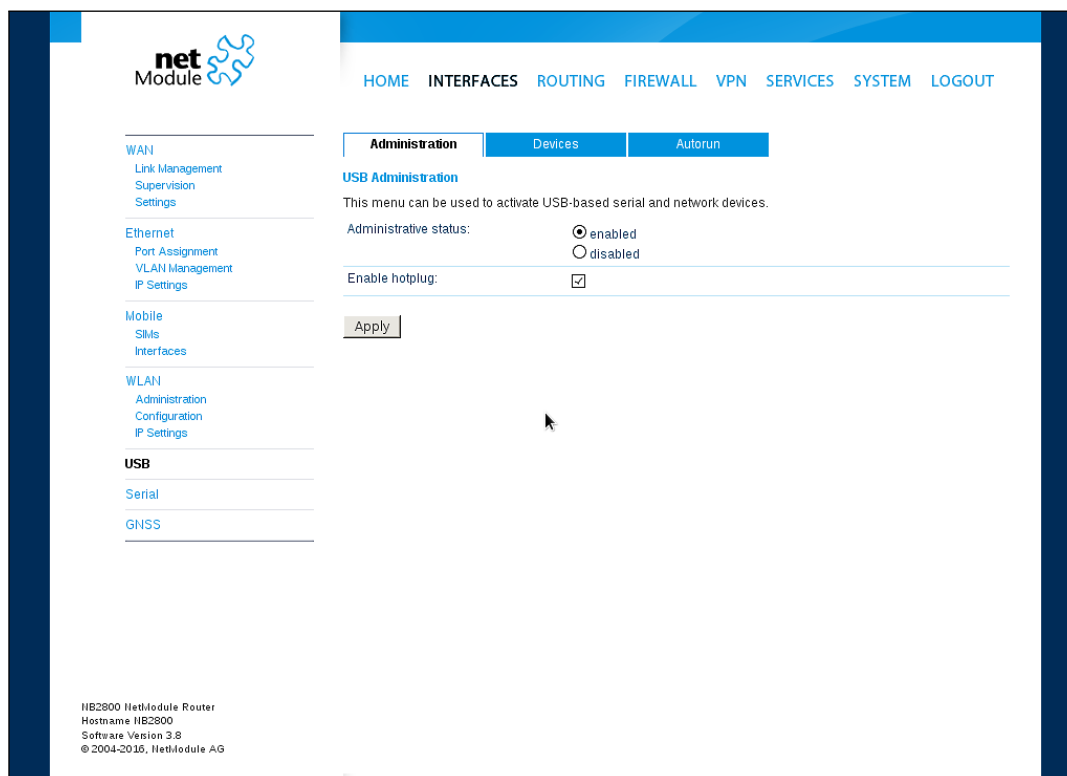 net
Module
HOME INTERFACES ROUTING FIREWALL VPN SERVICES SYSTEM LOGOUT
WAN
Link Management
Supervision
Settings
Ethernet
Port Assignment
VLAN Management
IP Settings
Mobile
SIMs
Interfaces
WLAN
Administration
Configuration
IP Settings
USB
Serial
GNSS
Administration Devices Autorun
USB Administration
This menu can be used to activate USB-based serial and network devices.
Administrative status: enabled
disabled
Enable hotplug:
Apply
NB2800 NetModule Router
Hostname NB2800
Software Version 3.8
© 2004-2016, NetModule AG